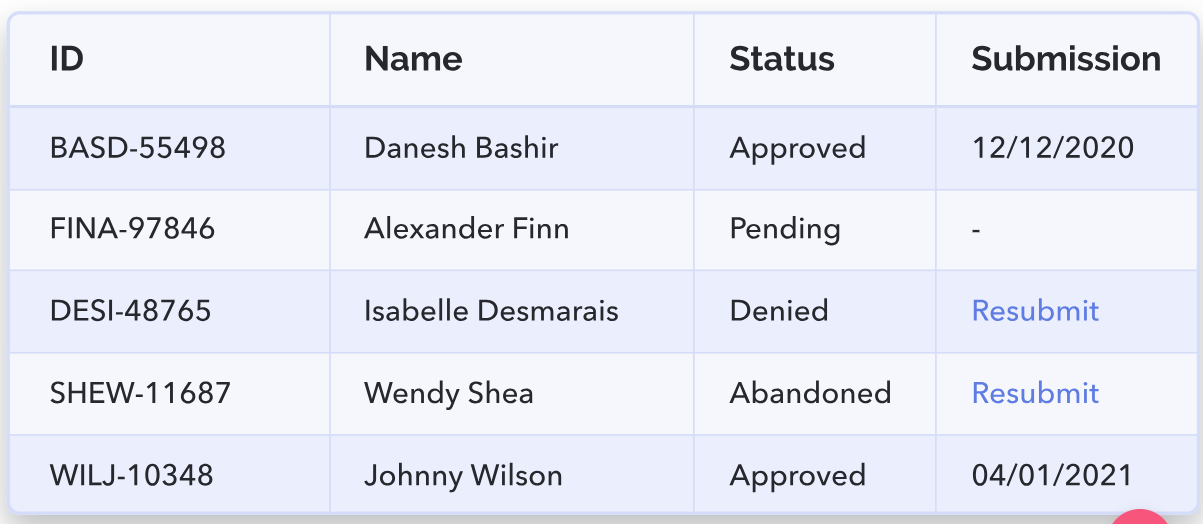 ID Name Status Submission
BASD-55498 Danesh Bashir Approved 12/12/2020
FINA-97846 Alexander Finn Pending -
DESI-48765 Isabelle Desmarais Denied Resubmit
SHEW-11687 Wendy Shea Abandoned Resubmit
WILJ-10348 Johnny Wilson Approved 04/01/2021